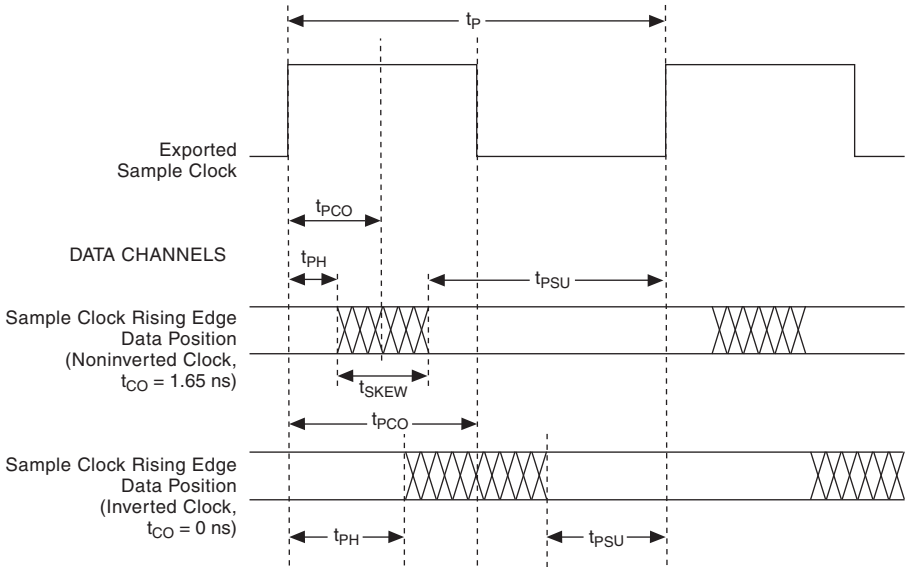 tP
Exported
Sample Clock
tPCO
DATA CHANNELS
tPH
tPSU
Sample Clock Rising Edge
Data Position
(Noninverted Clock,
tCO = 1.65 ns)
tSKEW
tPCO
Sample Clock Rising Edge
Data Position
(Inverted Clock,
tCO = 0 ns)
tPH
tPSU